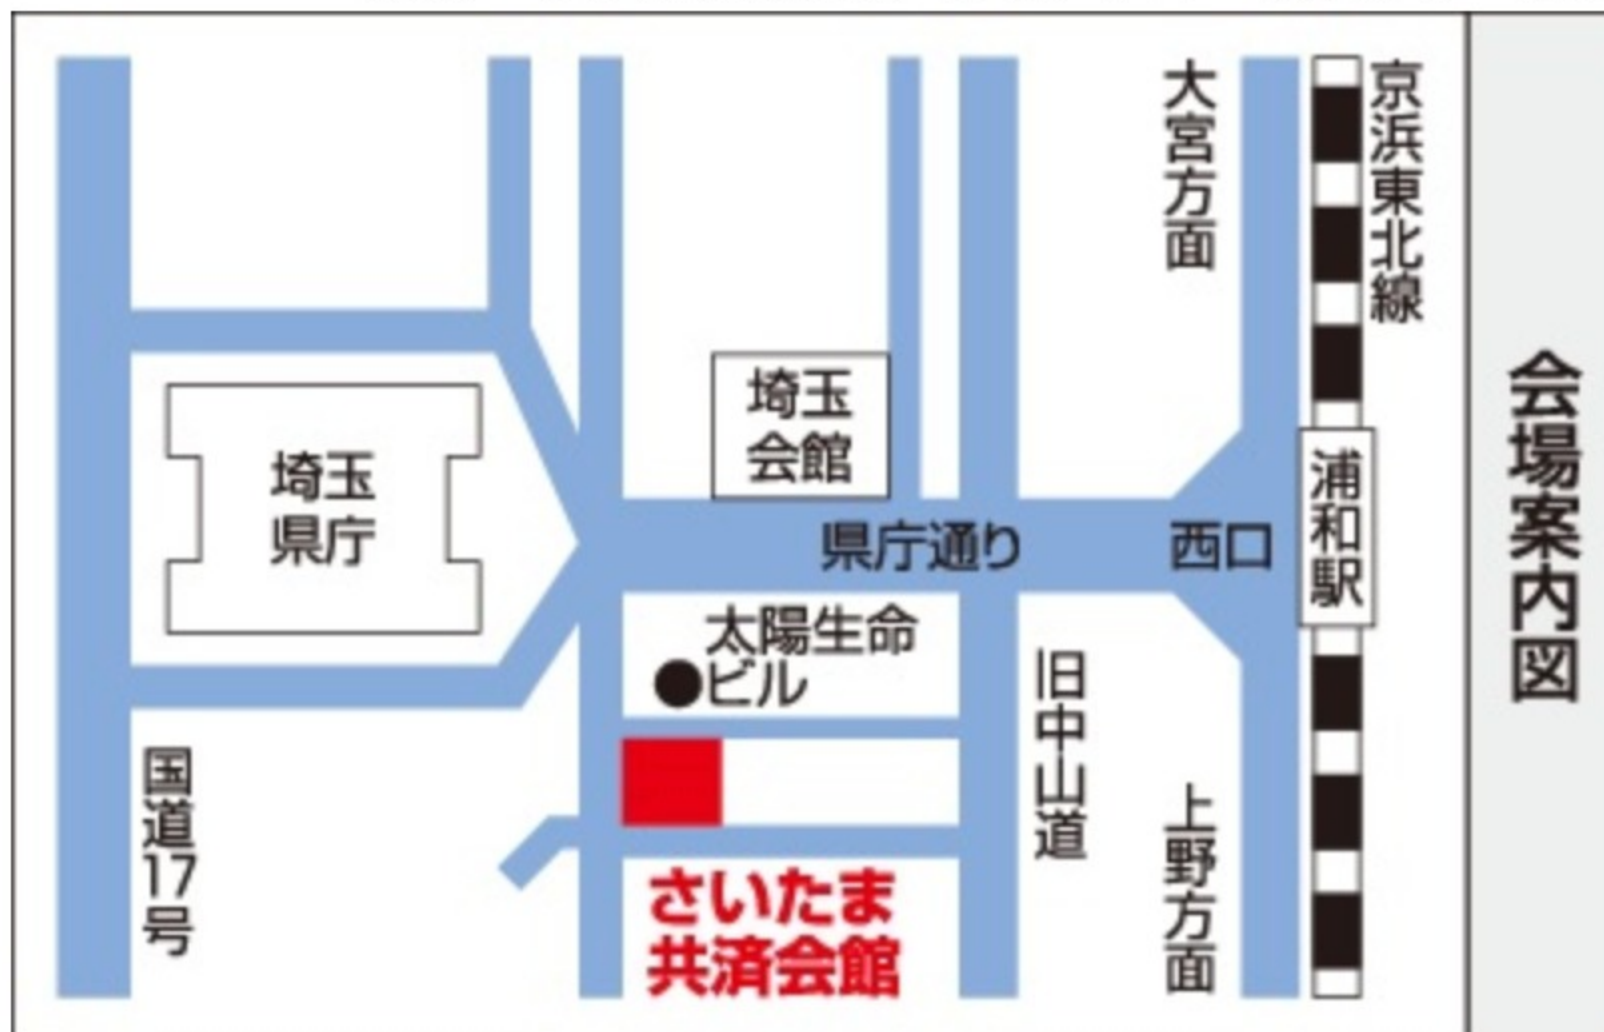 会場案内図
京浜東北線
大宮方面
浦和駅
西口
県庁通り
埼玉
会館
埼玉
県庁
太陽生命
ビル
旧中山道
上野方面
国道17号
さいたま
共済会館